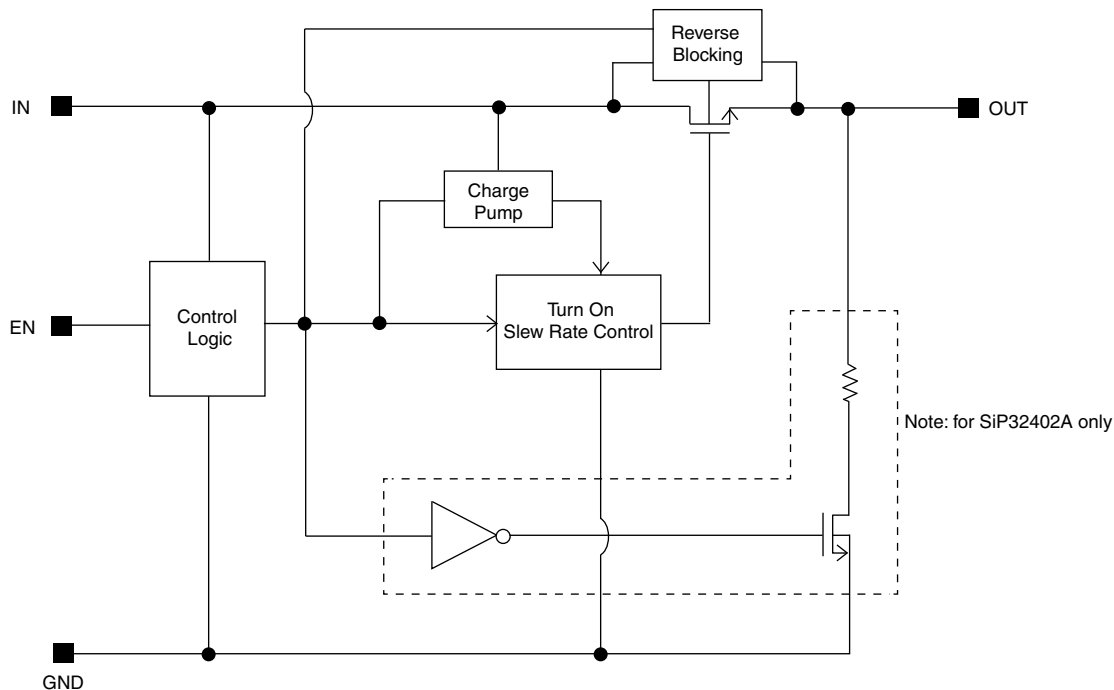 Reverse
Blocking
IN
OUT
Charge
Pump
EN
Control
Logic
Turn On
Slew Rate Control
Note: for SiP32402A only
GND